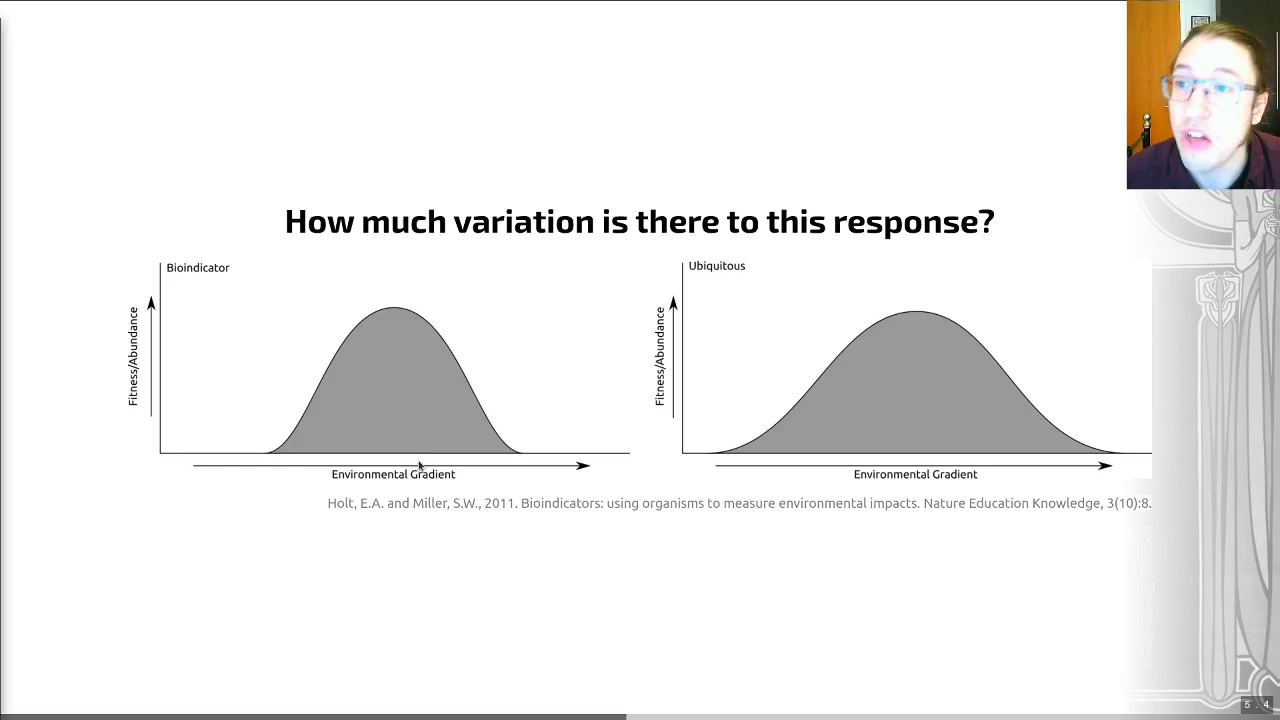 How much variation is there to this response?
Bioindicator
Fitness/Abundance
Environmental Gradient
Ubiquitous
Fitness/Abundance
Environmental Gradient
Holt, E.A. and Miller, S.W., 2011. Bioindicators: using organisms to measure environmental impacts. Nature Education Knowledge, 3(10):8.
5 . 4